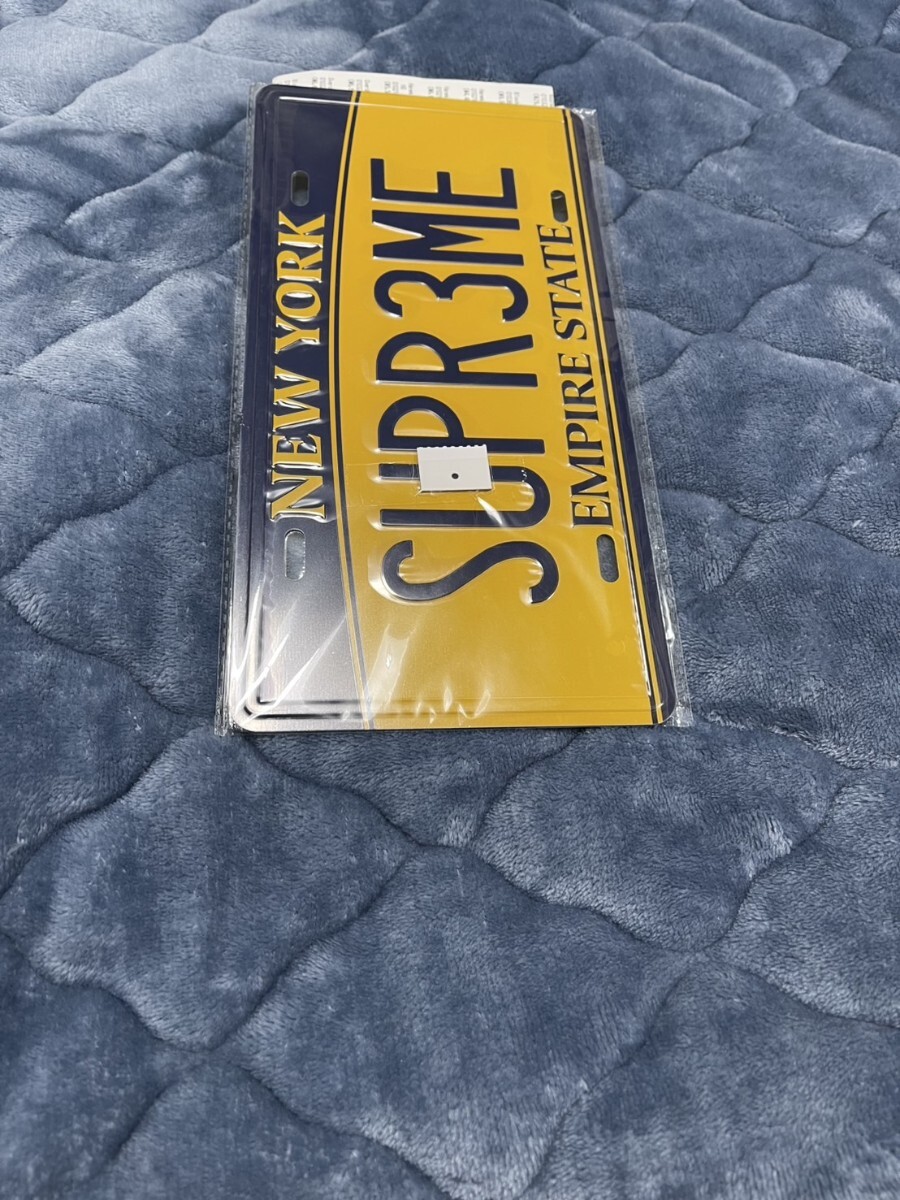 NEW YORK
SUPR3ME
EMPIRE STATE